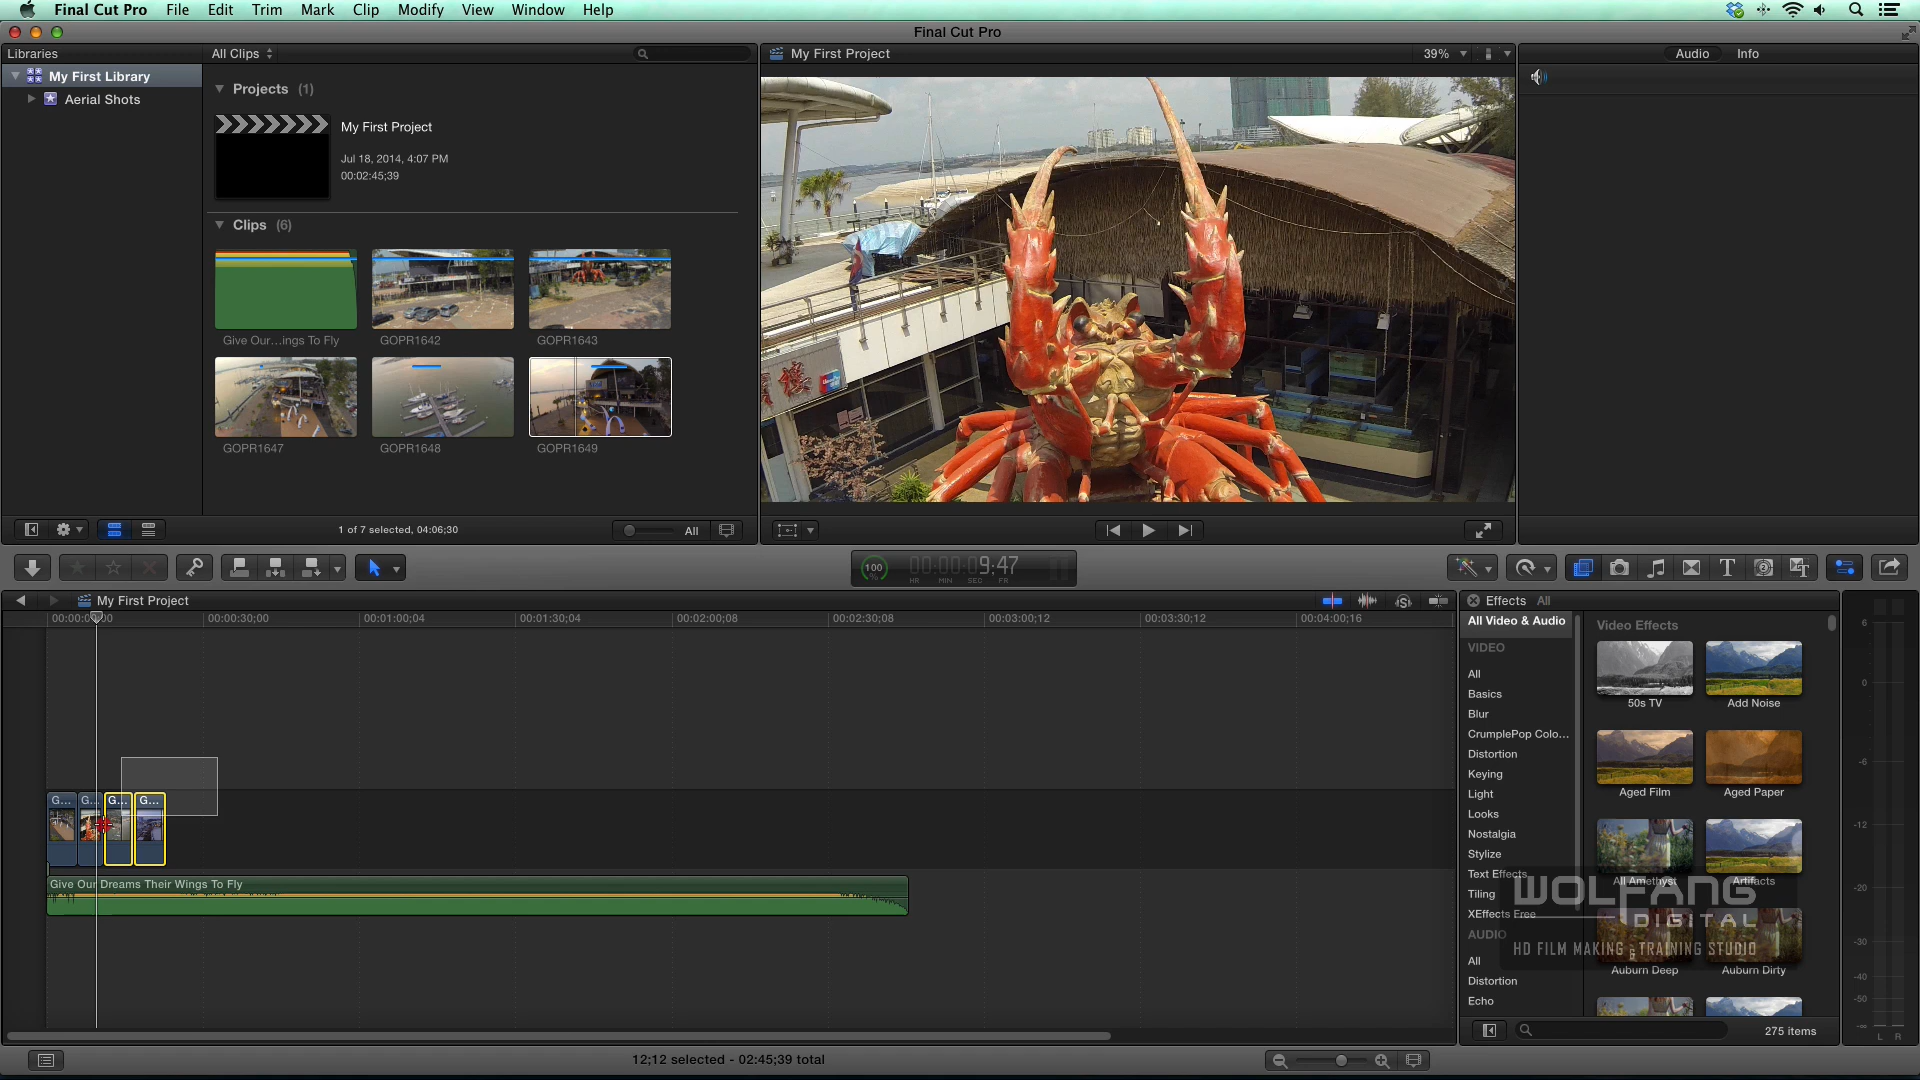 Final Cut Pro File Edit Trim Mark Clip Modify View Window Help
Final Cut Pro
Libraries
All Clips
My First Project
39%
Audio Info
My First Library
Aerial Shots
Projects (1)
My First Project
Jul 18, 2014, 4:07 PM
00:02:45;39
Clips (6)
Give Our...ings To Fly
GOPR1642
GOPR1643
GOPR1647
GOPR1648
GOPR1649
1 of 7 selected, 04:06;30
All
100
%
00:00:09:47
HR MIN SEC FR
My First Project
00:00:00;00
00:00:30;00
00:01:00;04
00:01:30;04
00:02:00;08
00:02:30;08
00:03:00;12
00:03:30;12
00:04:00;16
G...
G...
G...
G...
Give Our Dreams Their Wings To Fly
12;12 selected - 02:45;39 total
Effects All
All Video & Audio
VIDEO
All
Basics
Blur
CrumplePop Colo...
Distortion
Keying
Light
Looks
Nostalgia
Stylize
Text Effects
Tiling
XEffects Free
AUDIO
All
Distortion
Echo
Video Effects
50s TV
Add Noise
Aged Film
Aged Paper
All Amethyst
Artifacts
Auburn Deep
Auburn Dirty
275 items
WOLFANG
DIGITAL
HD FILM MAKING & TRAINING STUDIO
6
0
-6
-12
-20
-30
-40
-50
-∞
L R